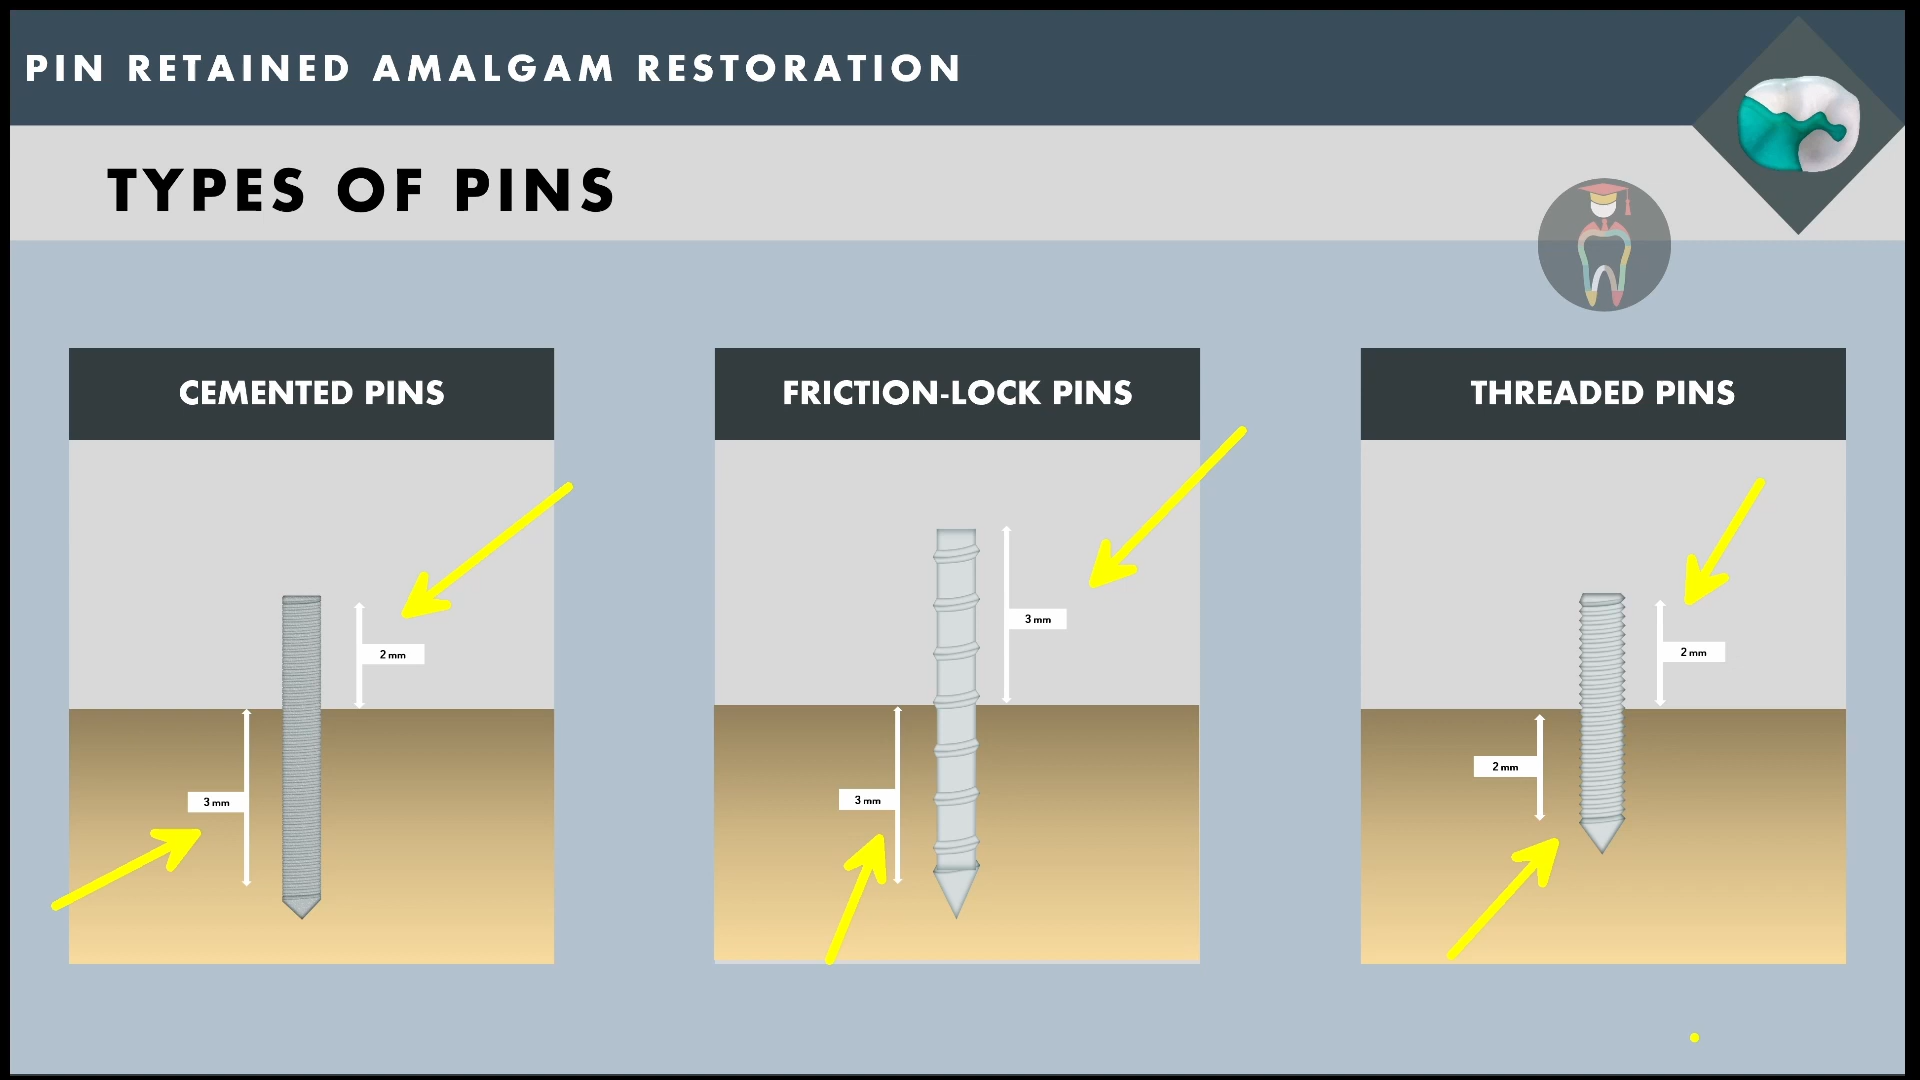 PIN RETAINED AMALGAM RESTORATION
TYPES OF PINS
CEMENTED PINS
2 mm
3 mm
FRICTION-LOCK PINS
3 mm
3 mm
THREADED PINS
2 mm
2 mm